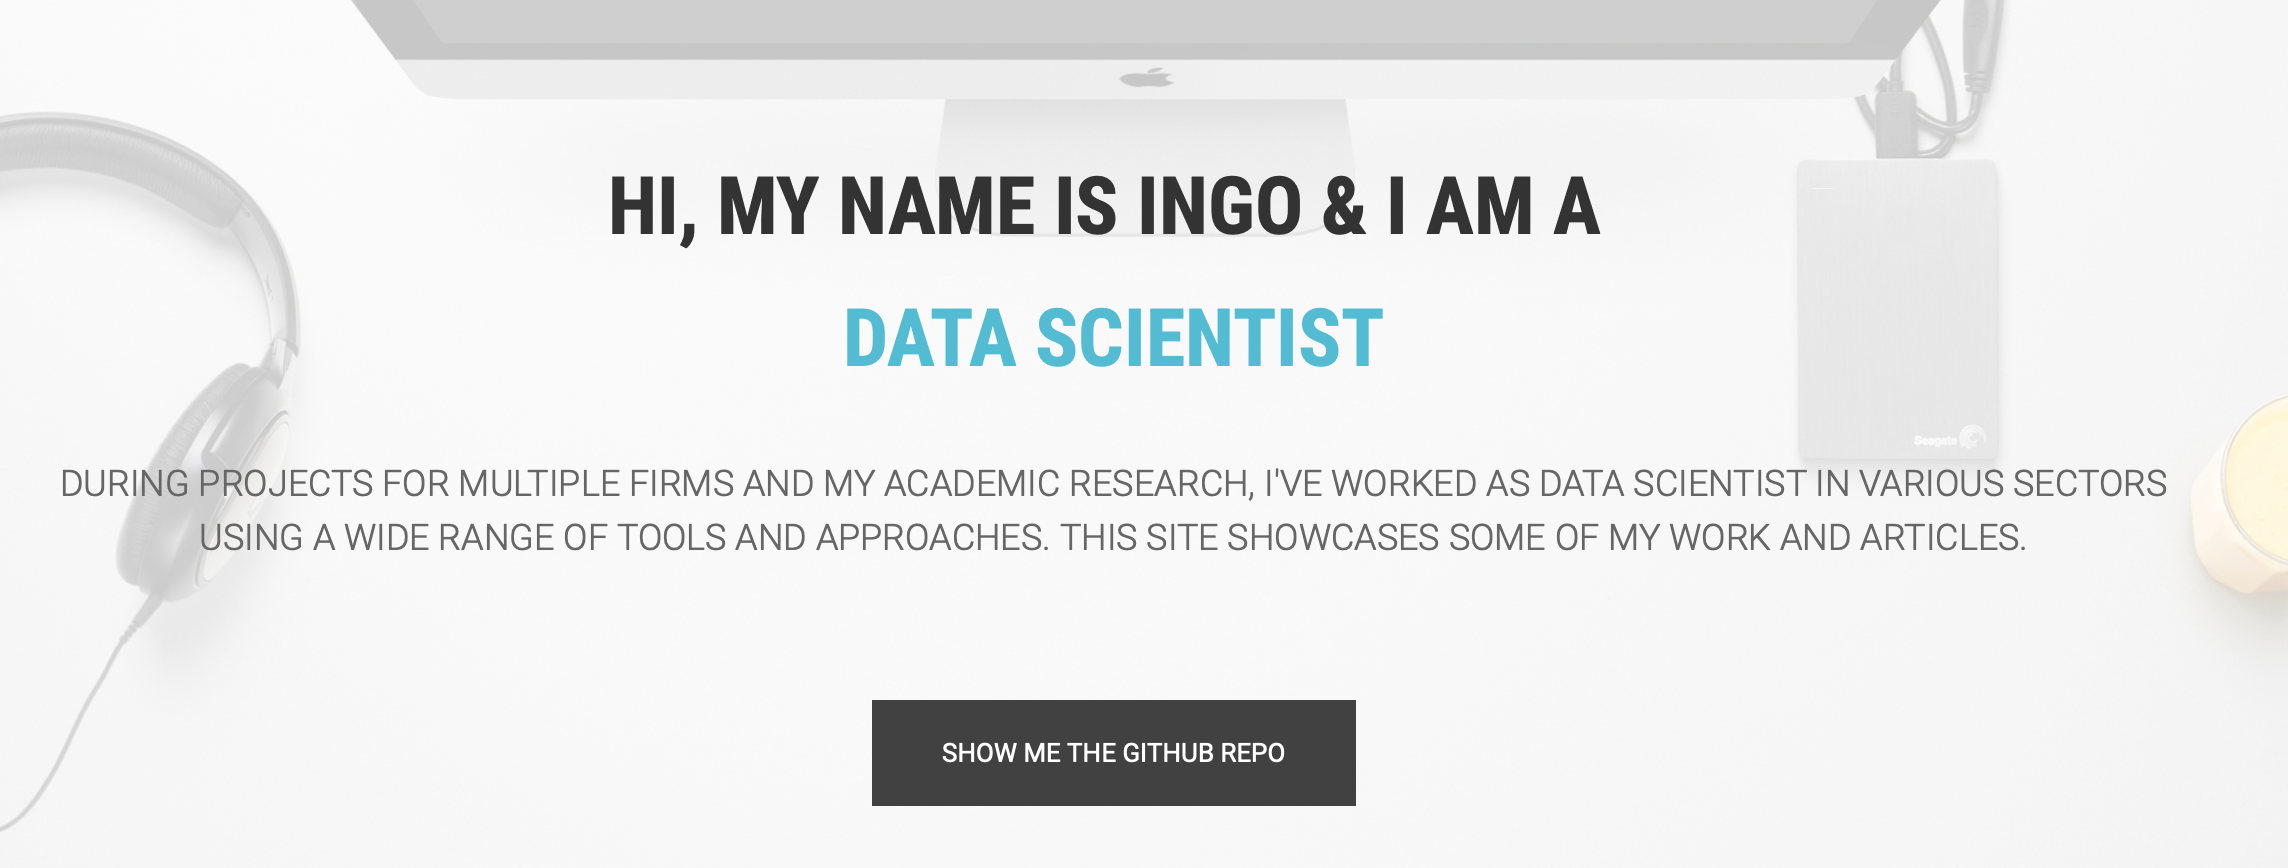 HI, MY NAME IS INGO & I AM A
DATA SCIENTIST
Seagate
DURING PROJECTS FOR MULTIPLE FIRMS AND MY ACADEMIC RESEARCH, I'VE WORKED AS DATA SCIENTIST IN VARIOUS SECTORS
USING A WIDE RANGE OF TOOLS AND APPROACHES. THIS SITE SHOWCASES SOME OF MY WORK AND ARTICLES.
SHOW ME THE GITHUB REPO